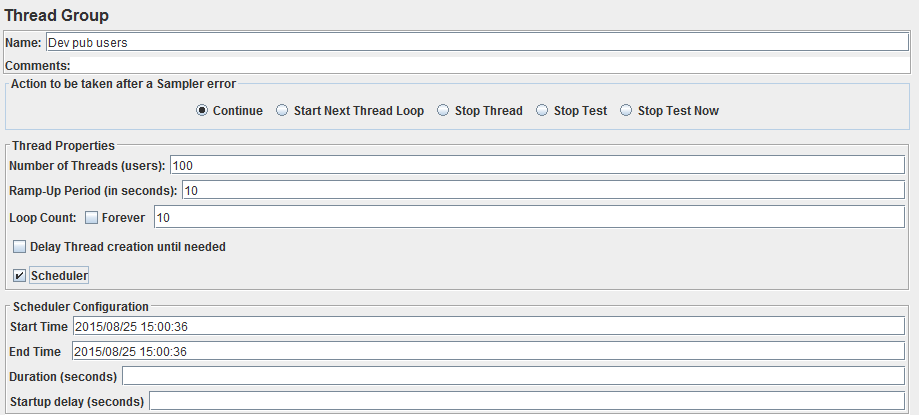 Thread Group
Name: Dev pub users
Comments:
Action to be taken after a Sampler error
Continue Start Next Thread Loop Stop Thread Stop Test Stop Test Now
Thread Properties
Number of Threads (users): 100
Ramp-Up Period (in seconds): 10
Loop Count: Forever 10
Delay Thread creation until needed
Scheduler
Scheduler Configuration
Start Time 2015/08/25 15:00:36
End Time 2015/08/25 15:00:36
Duration (seconds)
Startup delay (seconds)